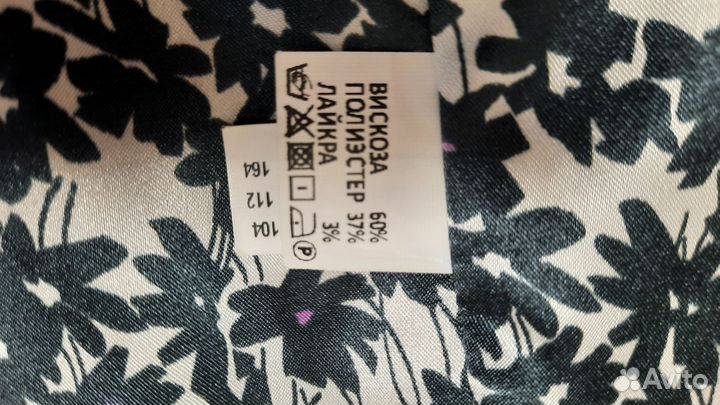 ВИСКОЗА 60%
ПОЛИЭСТЕР 37%
ЛАЙКРА 3%
P
164 112 104
Avito